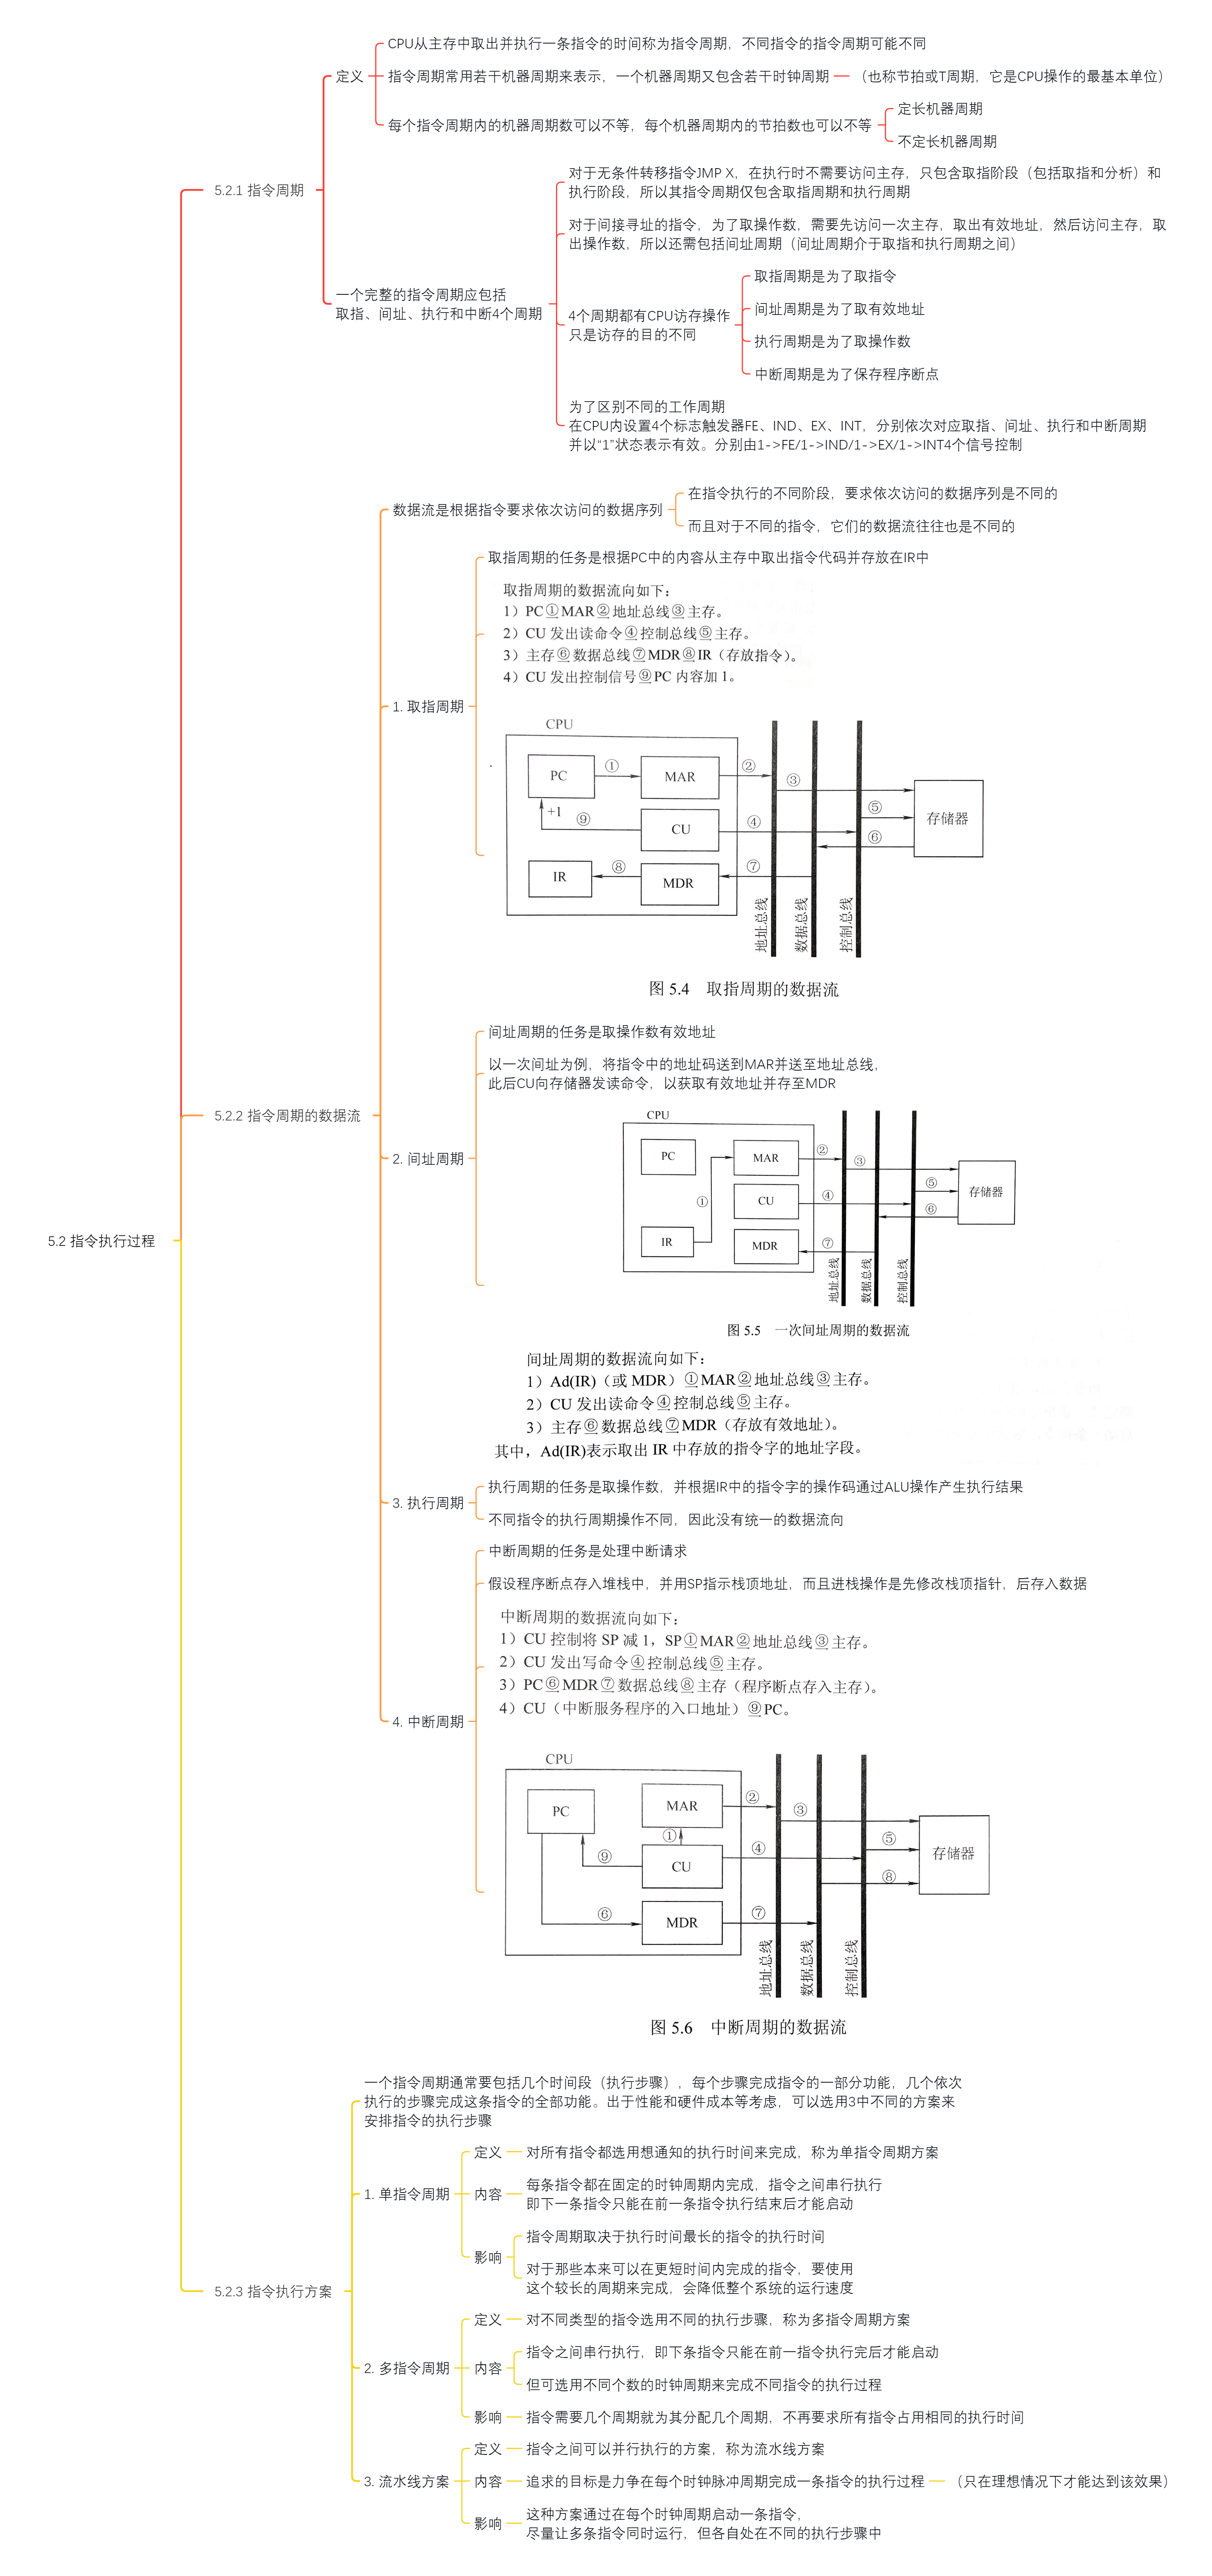 5.2 指令执行过程
5.2.1 指令周期
定义
CPU从主存中取出并执行一条指令的时间称为指令周期，不同指令的指令周期可能不同
指令周期常用若干机器周期来表示，一个机器周期又包含若干时钟周期
（也称节拍或T周期，它是CPU操作的最基本单位）
每个指令周期内的机器周期数可以不等，每个机器周期内的节拍数也可以不等
定长机器周期
不定长机器周期
一个完整的指令周期应包括
取指、间址、执行和中断4个周期
对于无条件转移指令JMP X，在执行时不需要访问主存，只包含取指阶段（包括取指和分析）和
执行阶段，所以其指令周期仅包含取指周期和执行周期
对于间接寻址的指令，为了取操作数，需要先访问一次主存，取出有效地址，然后访问主存，取
出操作数，所以还需包括间址周期（间址周期介于取指和执行周期之间）
4个周期都有CPU访存操作
只是访存的目的不同
取指周期是为了取指令
间址周期是为了取有效地址
执行周期是为了取操作数
中断周期是为了保存程序断点
为了区别不同的工作周期
在CPU内设置4个标志触发器FE、IND、EX、INT，分别依次对应取指、间址、执行和中断周期
并以“1”状态表示有效。分别由1->FE/1->IND/1->EX/1->INT4个信号控制
5.2.2 指令周期的数据流
数据流是根据指令要求依次访问的数据序列
在指令执行的不同阶段，要求依次访问的数据序列是不同的
而且对于不同的指令，它们的数据流往往也是不同的
1. 取指周期
取指周期的任务是根据PC中的内容从主存中取出指令代码并存放在IR中
取指周期的数据流向如下：
1）PC①MAR②地址总线③主存。
2）CU 发出读命令④控制总线⑤主存。
3）主存⑥数据总线⑦MDR⑧IR（存放指令）。
4）CU 发出控制信号⑨PC 内容加 1。
CPU
PC
①
MAR
②
③
+1
⑨
CU
④
⑤
存储器
⑥
IR
⑧
MDR
⑦
地址总线
数据总线
控制总线
图 5.4 取指周期的数据流
2. 间址周期
间址周期的任务是取操作数有效地址
以一次间址为例，将指令中的地址码送到MAR并送至地址总线，
此后CU向存储器发读命令，以获取有效地址并存至MDR
CPU
PC
MAR
②
③
①
CU
④
⑤
存储器
⑥
IR
MDR
⑦
地址总线
数据总线
控制总线
图 5.5 一次间址周期的数据流
间址周期的数据流向如下：
1）Ad(IR)（或 MDR）①MAR②地址总线③主存。
2）CU 发出读命令④控制总线⑤主存。
3）主存⑥数据总线⑦MDR（存放有效地址）。
其中，Ad(IR)表示取出 IR 中存放的指令字的地址字段。
3. 执行周期
执行周期的任务是取操作数，并根据IR中的指令字的操作码通过ALU操作产生执行结果
不同指令的执行周期操作不同，因此没有统一的数据流向
4. 中断周期
中断周期的任务是处理中断请求
假设程序断点存入堆栈中，并用SP指示栈顶地址，而且进栈操作是先修改栈顶指针，后存入数据
中断周期的数据流向如下：
1）CU 控制将 SP 减 1，SP①MAR②地址总线③主存。
2）CU 发出写命令④控制总线⑤主存。
3）PC⑥MDR⑦数据总线⑧主存（程序断点存入主存）。
4）CU（中断服务程序的入口地址）⑨PC。
CPU
PC
MAR
②
③
①
⑨
CU
④
⑤
存储器
⑧
⑥
MDR
⑦
地址总线
数据总线
控制总线
图 5.6 中断周期的数据流
5.2.3 指令执行方案
一个指令周期通常要包括几个时间段（执行步骤），每个步骤完成指令的一部分功能，几个依次
执行的步骤完成这条指令的全部功能。出于性能和硬件成本等考虑，可以选用3中不同的方案来
安排指令的执行步骤
1. 单指令周期
定义
对所有指令都选用想通知的执行时间来完成，称为单指令周期方案
内容
每条指令都在固定的时钟周期内完成，指令之间串行执行
即下一条指令只能在前一条指令执行结束后才能启动
影响
指令周期取决于执行时间最长的指令的执行时间
对于那些本来可以在更短时间内完成的指令，要使用
这个较长的周期来完成，会降低整个系统的运行速度
2. 多指令周期
定义
对不同类型的指令选用不同的执行步骤，称为多指令周期方案
内容
指令之间串行执行，即下条指令只能在前一指令执行完后才能启动
但可选用不同个数的时钟周期来完成不同指令的执行过程
影响
指令需要几个周期就为其分配几个周期，不再要求所有指令占用相同的执行时间
3. 流水线方案
定义
指令之间可以并行执行的方案，称为流水线方案
内容
追求的目标是力争在每个时钟脉冲周期完成一条指令的执行过程
（只在理想情况下才能达到该效果）
影响
这种方案通过在每个时钟周期启动一条指令，
尽量让多条指令同时运行，但各自处在不同的执行步骤中